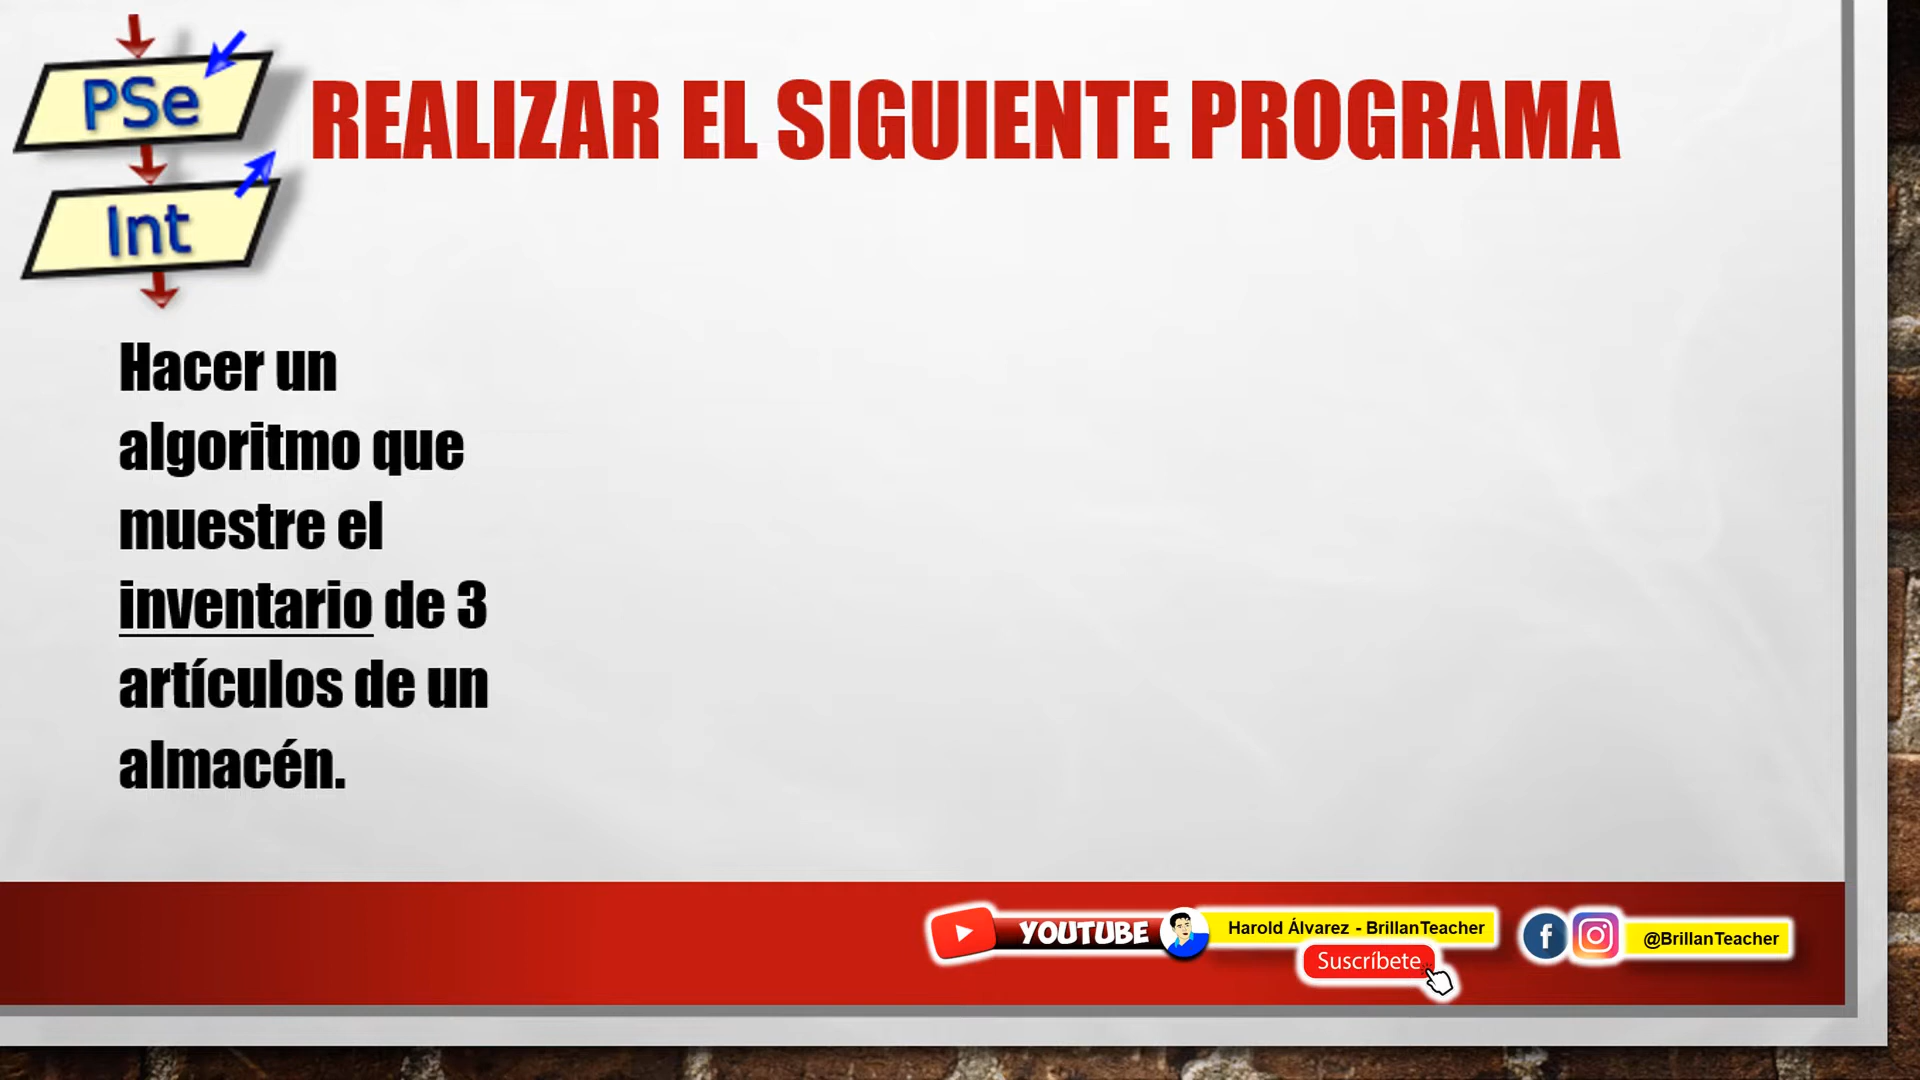 PSe
Int
REALIZAR EL SIGUIENTE PROGRAMA
Hacer un
algoritmo que
muestre el
inventario de 3
artículos de un
almacén.
YOUTUBE
Harold Álvarez - BrillanTeacher
Suscríbete
@BrillanTeacher